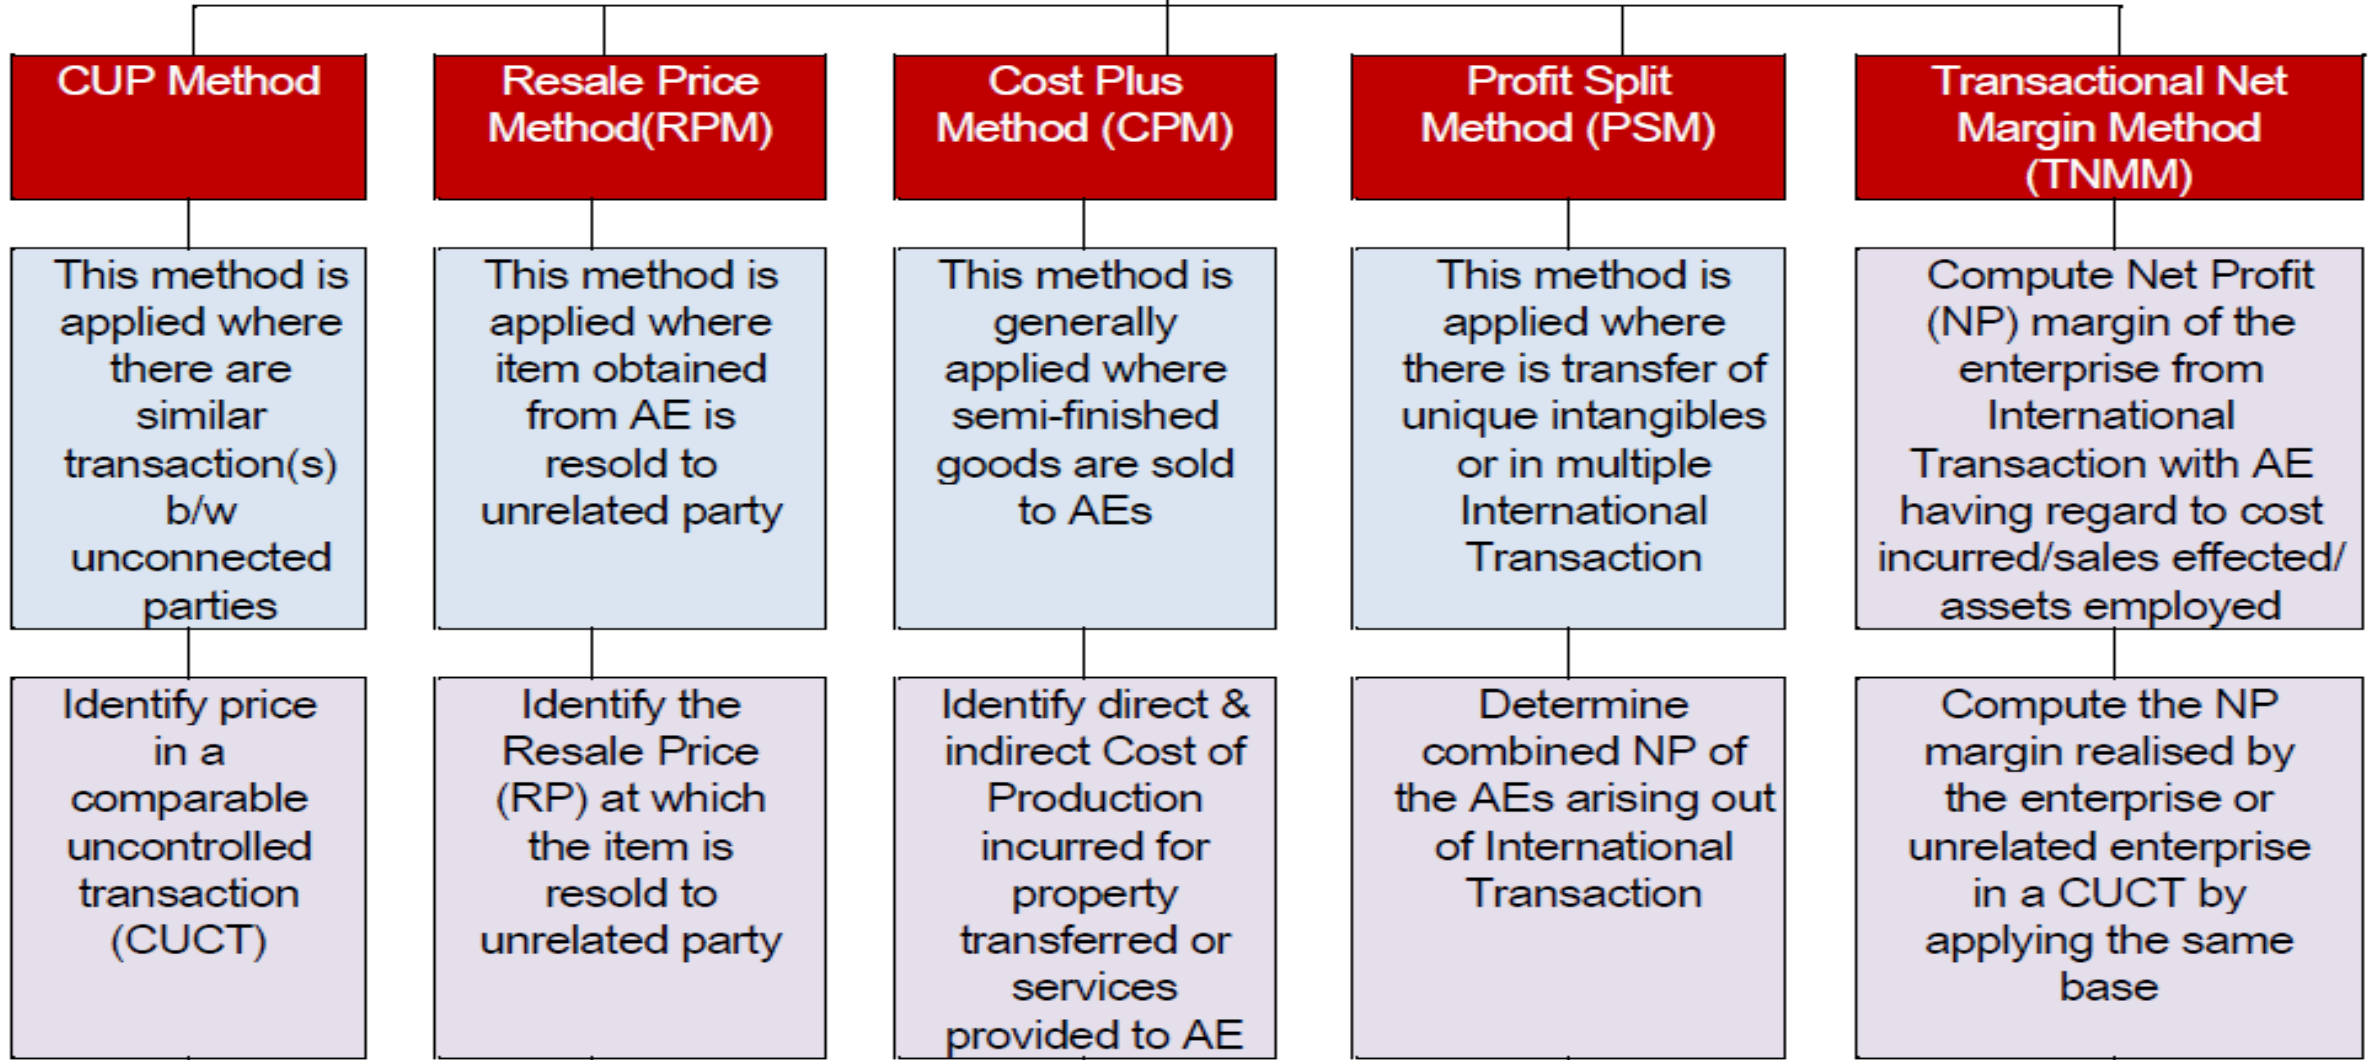 CUP Method
Resale Price
Method(RPM)
Cost Plus
Method (CPM)
Profit Split
Method (PSM)
Transactional Net
Margin Method
(TNMM)
This method is
applied where
there are
similar
transaction(s)
b/w
unconnected
parties
This method is
applied where
item obtained
from AE is
resold to
unrelated party
This method is
generally
applied where
semi-finished
goods are sold
to AEs
This method is
applied where
there is transfer of
unique intangibles
or in multiple
International
Transaction
Compute Net Profit
(NP) margin of the
enterprise from
International
Transaction with AE
having regard to cost
incurred/sales effected/
assets employed
Identify price
in a
comparable
uncontrolled
transaction
(CUCT)
Identify the
Resale Price
(RP) at which
the item is
resold to
unrelated party
Identify direct &
indirect Cost of
Production
incurred for
property
transferred or
services
provided to AE
Determine
combined NP of
the AEs arising out
of International
Transaction
Compute the NP
margin realised by
the enterprise or
unrelated enterprise
in a CUCT by
applying the same
base